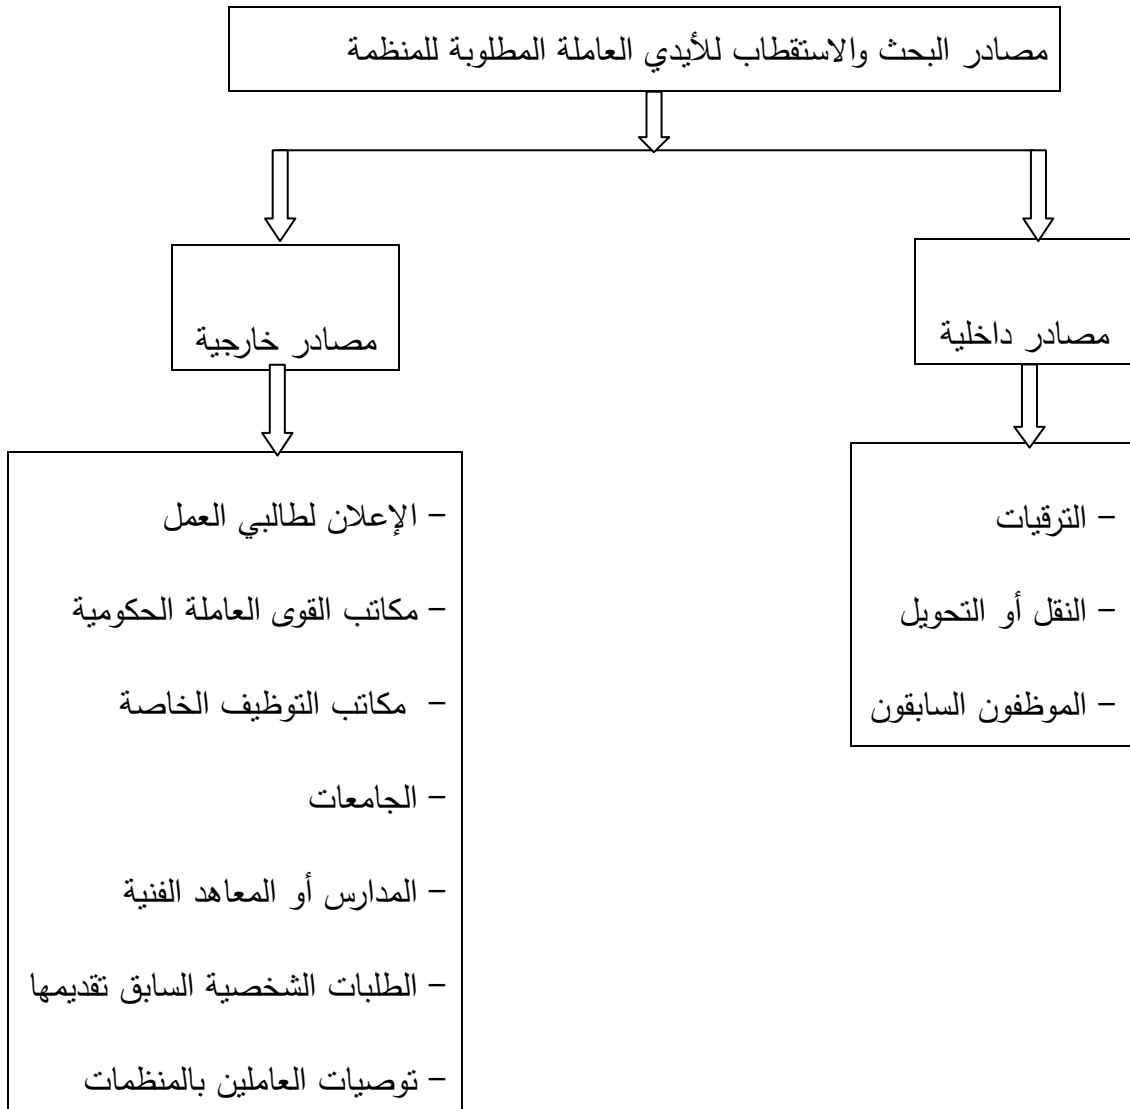 مصادر البحث والاستقطاب للأيدي العاملة المطلوبة للمنظمة
مصادر داخلية
مصادر خارجية
- الترقيات
- النقل أو التحويل
- الموظفون السابقون
- الإعلان لطالبي العمل
- مكاتب القوى العاملة الحكومية
- مكاتب التوظيف الخاصة
- الجامعات
- المدارس أو المعاهد الفنية
- الطلبات الشخصية السابق تقديمها
- توصيات العاملين بالمنظمات